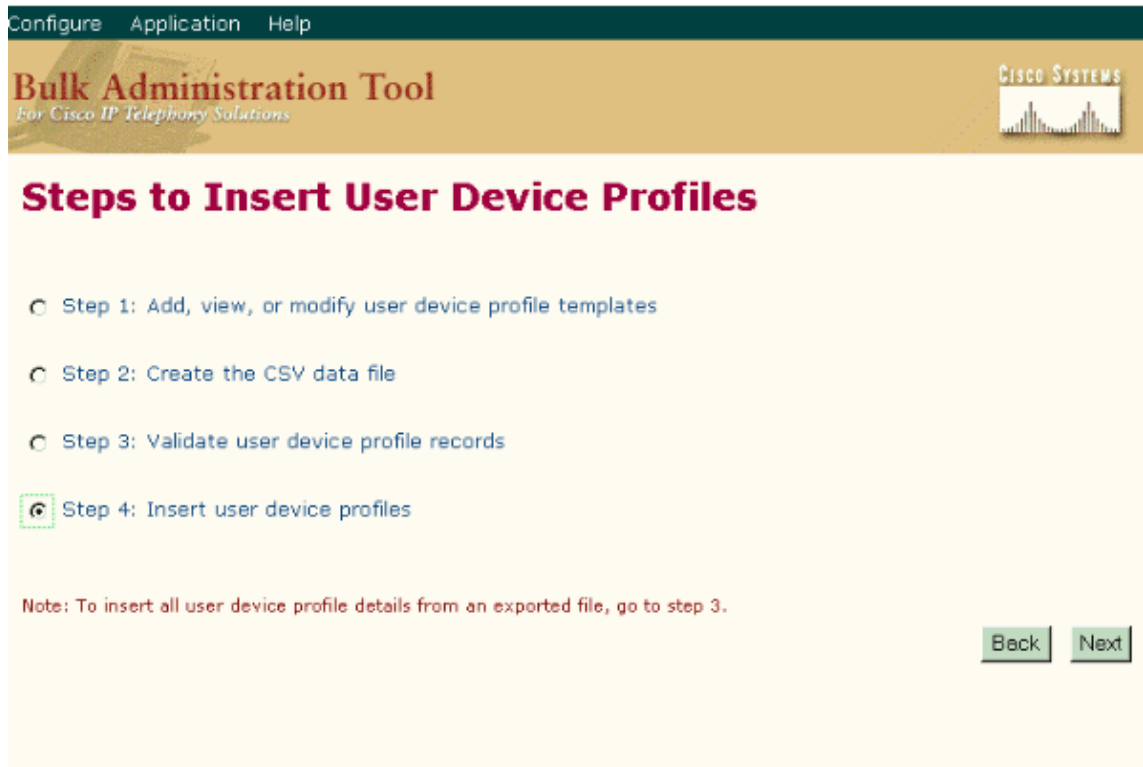 Configure Application Help
Bulk Administration Tool
For Cisco IP Telephony Solutions
CISCO SYSTEMS
Steps to Insert User Device Profiles
Step 1: Add, view, or modify user device profile templates
Step 2: Create the CSV data file
Step 3: Validate user device profile records
Step 4: Insert user device profiles
Note: To insert all user device profile details from an exported file, go to step 3.
Back Next